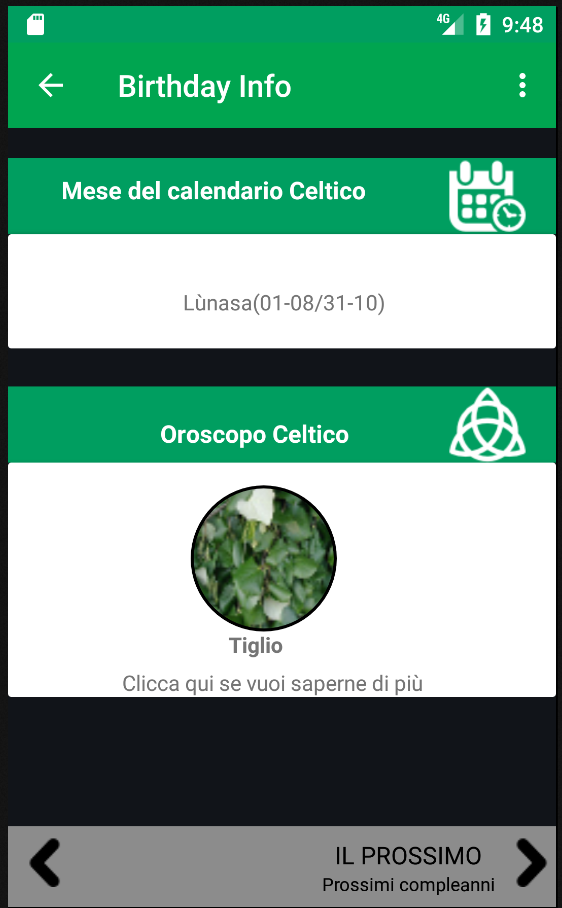 4G 9:48
Birthday Info
Mese del calendario Celtico
Lùnasa(01-08/31-10)
Oroscopo Celtico
Tiglio
Clicca qui se vuoi saperne di più
IL PROSSIMO
Prossimi compleanni